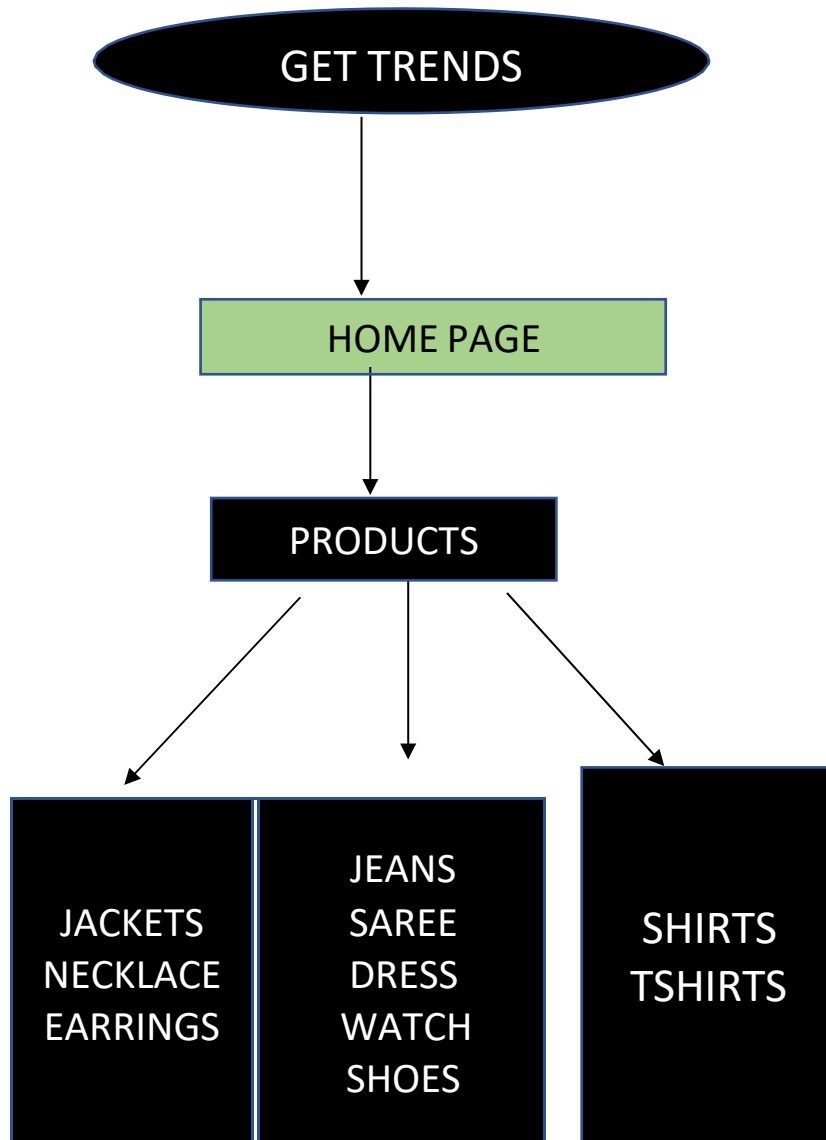 GET TRENDS
HOME PAGE
PRODUCTS
JACKETS
NECKLACE
EARRINGS
JEANS
SAREE
DRESS
WATCH
SHOES
SHIRTS
TSHIRTS